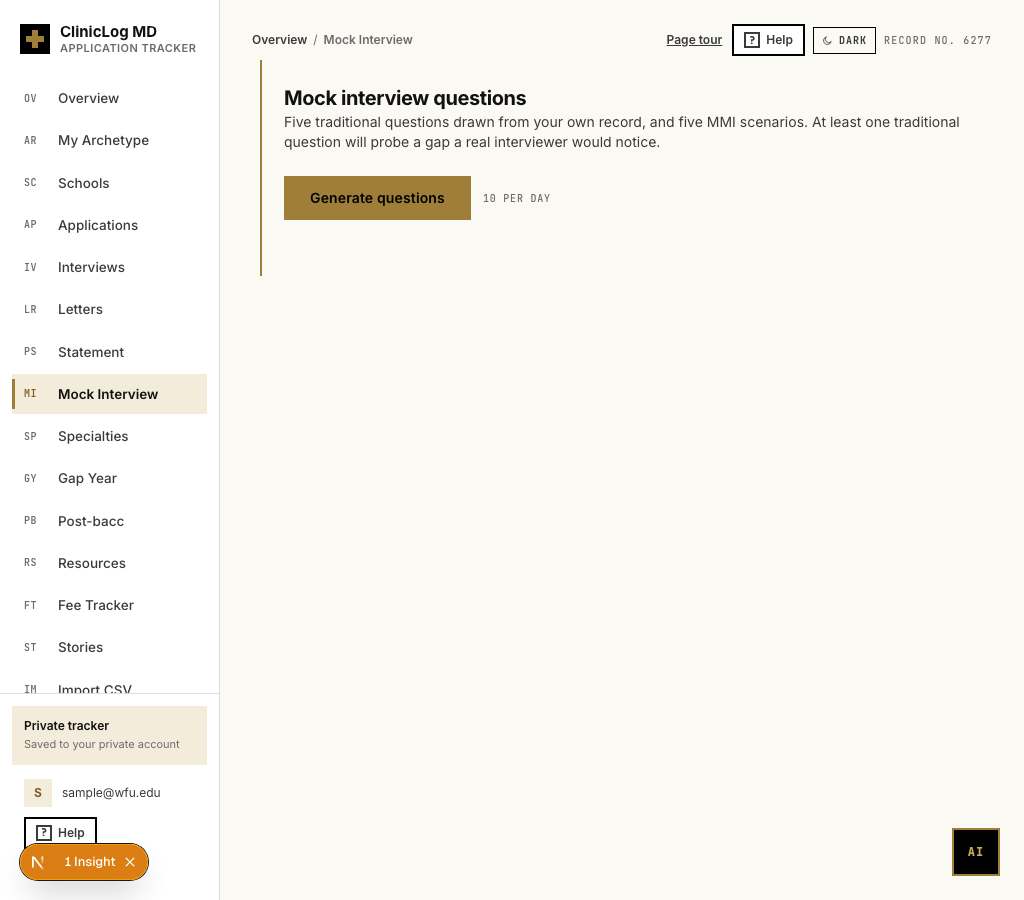 ClinicLog MD
APPLICATION TRACKER
OV Overview
AR My Archetype
SC Schools
AP Applications
IV Interviews
LR Letters
PS Statement
MI Mock Interview
SP Specialties
GY Gap Year
PB Post-bacc
RS Resources
FT Fee Tracker
ST Stories
IM Import CSV
Private tracker
Saved to your private account
S sample@wfu.edu
? Help
N 1 Insight
Overview / Mock Interview
Page tour ? Help DARK RECORD NO. 6277
Mock interview questions
Five traditional questions drawn from your own record, and five MMI scenarios. At least one traditional
question will probe a gap a real interviewer would notice.
Generate questions 10 PER DAY
AI